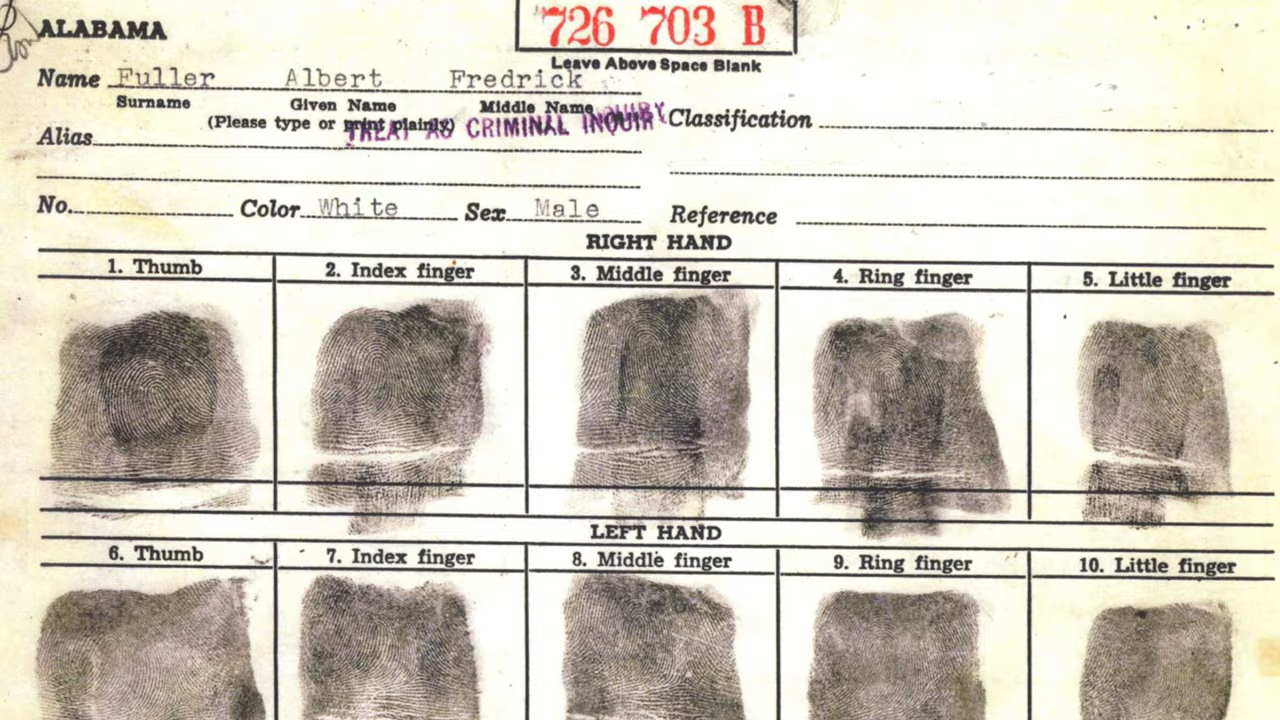 ALABAMA
726 703 B
Leave Above Space Blank
Name Fuller Albert Fredrick
Surname Given Name Middle Name
(Please type or print plainly)
TREAT AS CRIMINAL INQUIRY
Classification
Alias
No. Color White Sex Male Reference
RIGHT HAND
1. Thumb 2. Index finger 3. Middle finger 4. Ring finger 5. Little finger
LEFT HAND
6. Thumb 7. Index finger 8. Middle finger 9. Ring finger 10. Little finger